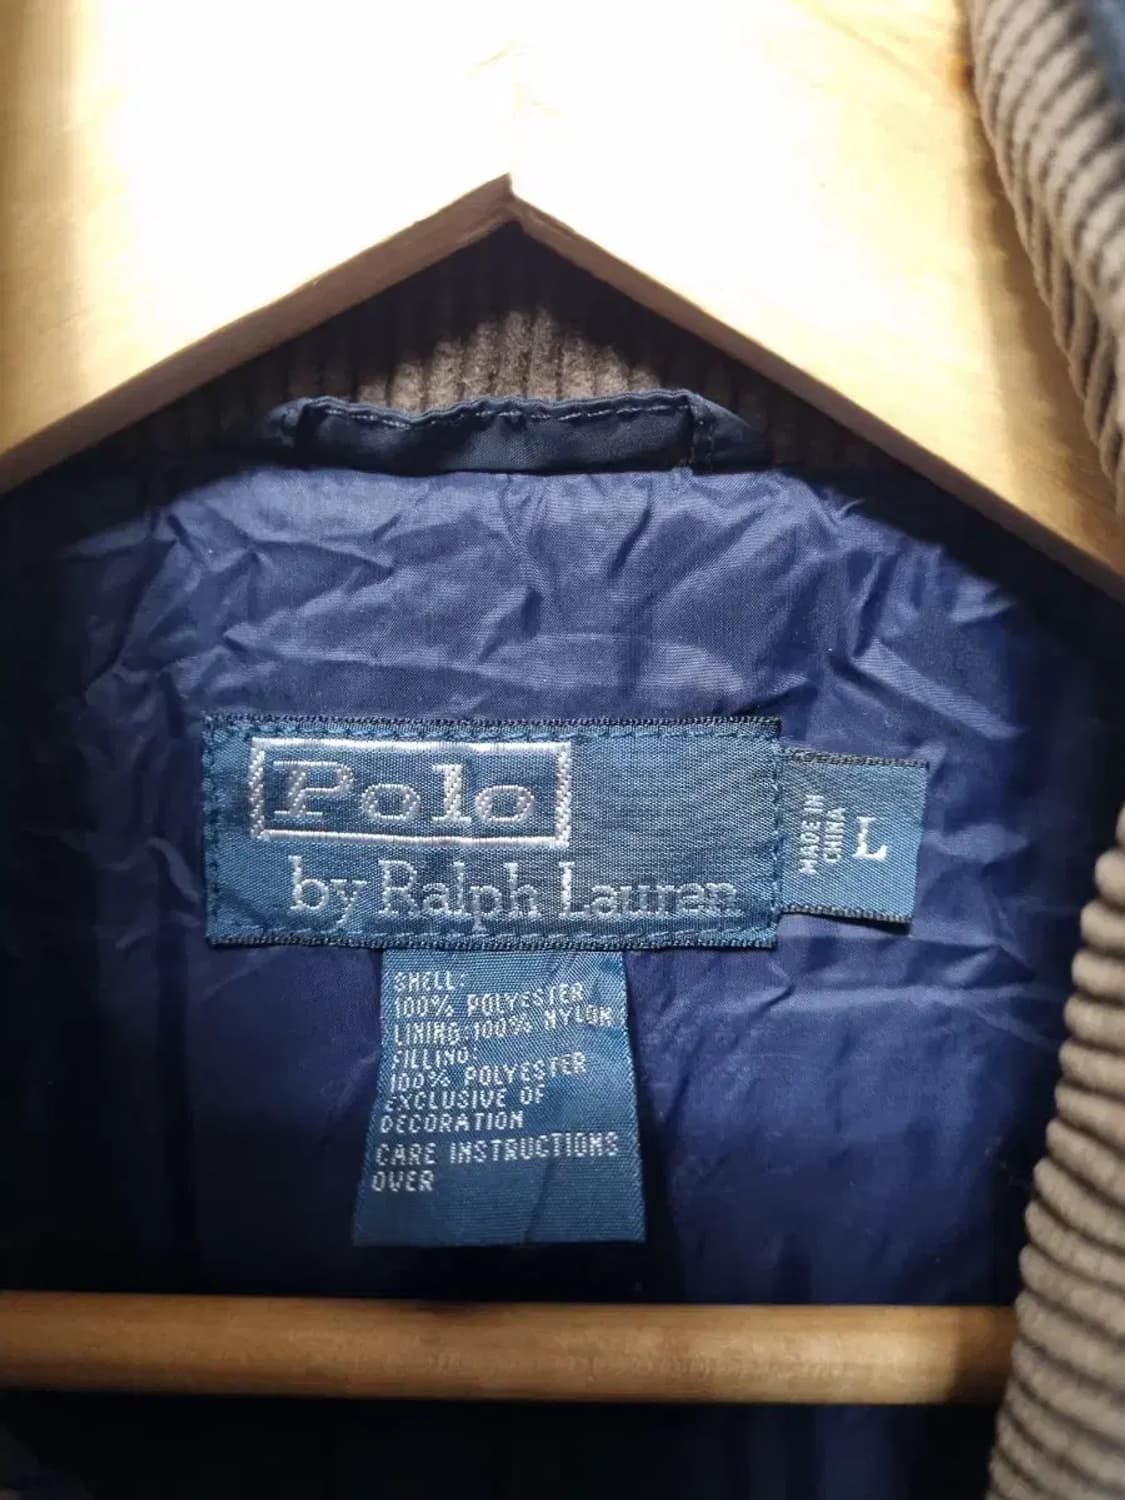 Polo
by Ralph Lauren
MADE IN
CHINA
L
SHELL:
100% POLYESTER
LINING:100% NYLON
FILLING:
100% POLYESTER
EXCLUSIVE OF
DECORATION
CARE INSTRUCTIONS
OVER